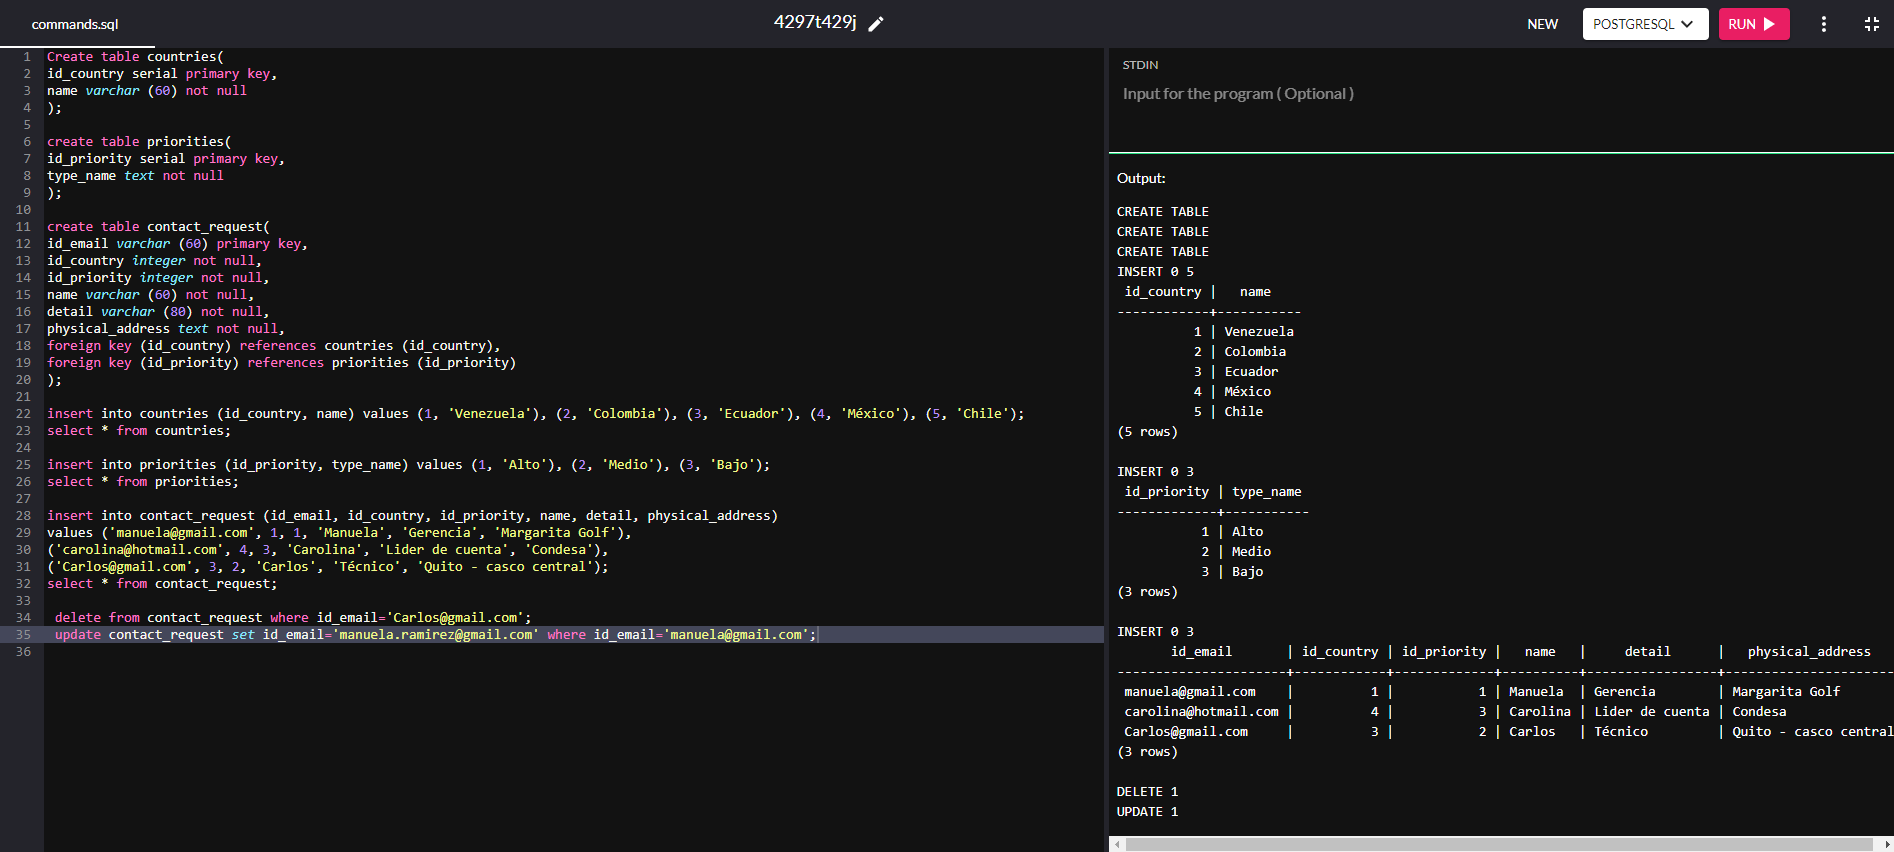 commands.sql
4297t429j
NEW
POSTGRESQL
RUN
1 Create table countries(
2 id_country serial primary key,
3 name varchar (60) not null
4 );
5
6 create table priorities(
7 id_priority serial primary key,
8 type_name text not null
9 );
10
11 create table contact_request(
12 id_email varchar (60) primary key,
13 id_country integer not null,
14 id_priority integer not null,
15 name varchar (60) not null,
16 detail varchar (80) not null,
17 physical_address text not null,
18 foreign key (id_country) references countries (id_country),
19 foreign key (id_priority) references priorities (id_priority)
20 );
21
22 insert into countries (id_country, name) values (1, 'Venezuela'), (2, 'Colombia'), (3, 'Ecuador'), (4, 'México'), (5, 'Chile');
23 select * from countries;
24
25 insert into priorities (id_priority, type_name) values (1, 'Alto'), (2, 'Medio'), (3, 'Bajo');
26 select * from priorities;
27
28 insert into contact_request (id_email, id_country, id_priority, name, detail, physical_address)
29 values ('manuela@gmail.com', 1, 1, 'Manuela', 'Gerencia', 'Margarita Golf'),
30 ('carolina@hotmail.com', 4, 3, 'Carolina', 'Lider de cuenta', 'Condesa'),
31 ('Carlos@gmail.com', 3, 2, 'Carlos', 'Técnico', 'Quito - casco central');
32 select * from contact_request;
33
34 delete from contact_request where id_email='Carlos@gmail.com';
35 update contact_request set id_email='manuela.ramirez@gmail.com' where id_email='manuela@gmail.com';
36
STDIN
Input for the program ( Optional )
Output:
CREATE TABLE
CREATE TABLE
CREATE TABLE
INSERT 0 5
id_country | name
------------+-----------
1 | Venezuela
2 | Colombia
3 | Ecuador
4 | México
5 | Chile
(5 rows)
INSERT 0 3
id_priority | type_name
-------------+-----------
1 | Alto
2 | Medio
3 | Bajo
(3 rows)
INSERT 0 3
id_email | id_country | id_priority | name | detail | physical_address
----------------------+------------+-------------+----------+-----------------+----------------------
manuela@gmail.com | 1 | 1 | Manuela | Gerencia | Margarita Golf
carolina@hotmail.com | 4 | 3 | Carolina | Lider de cuenta | Condesa
Carlos@gmail.com | 3 | 2 | Carlos | Técnico | Quito - casco central
(3 rows)
DELETE 1
UPDATE 1